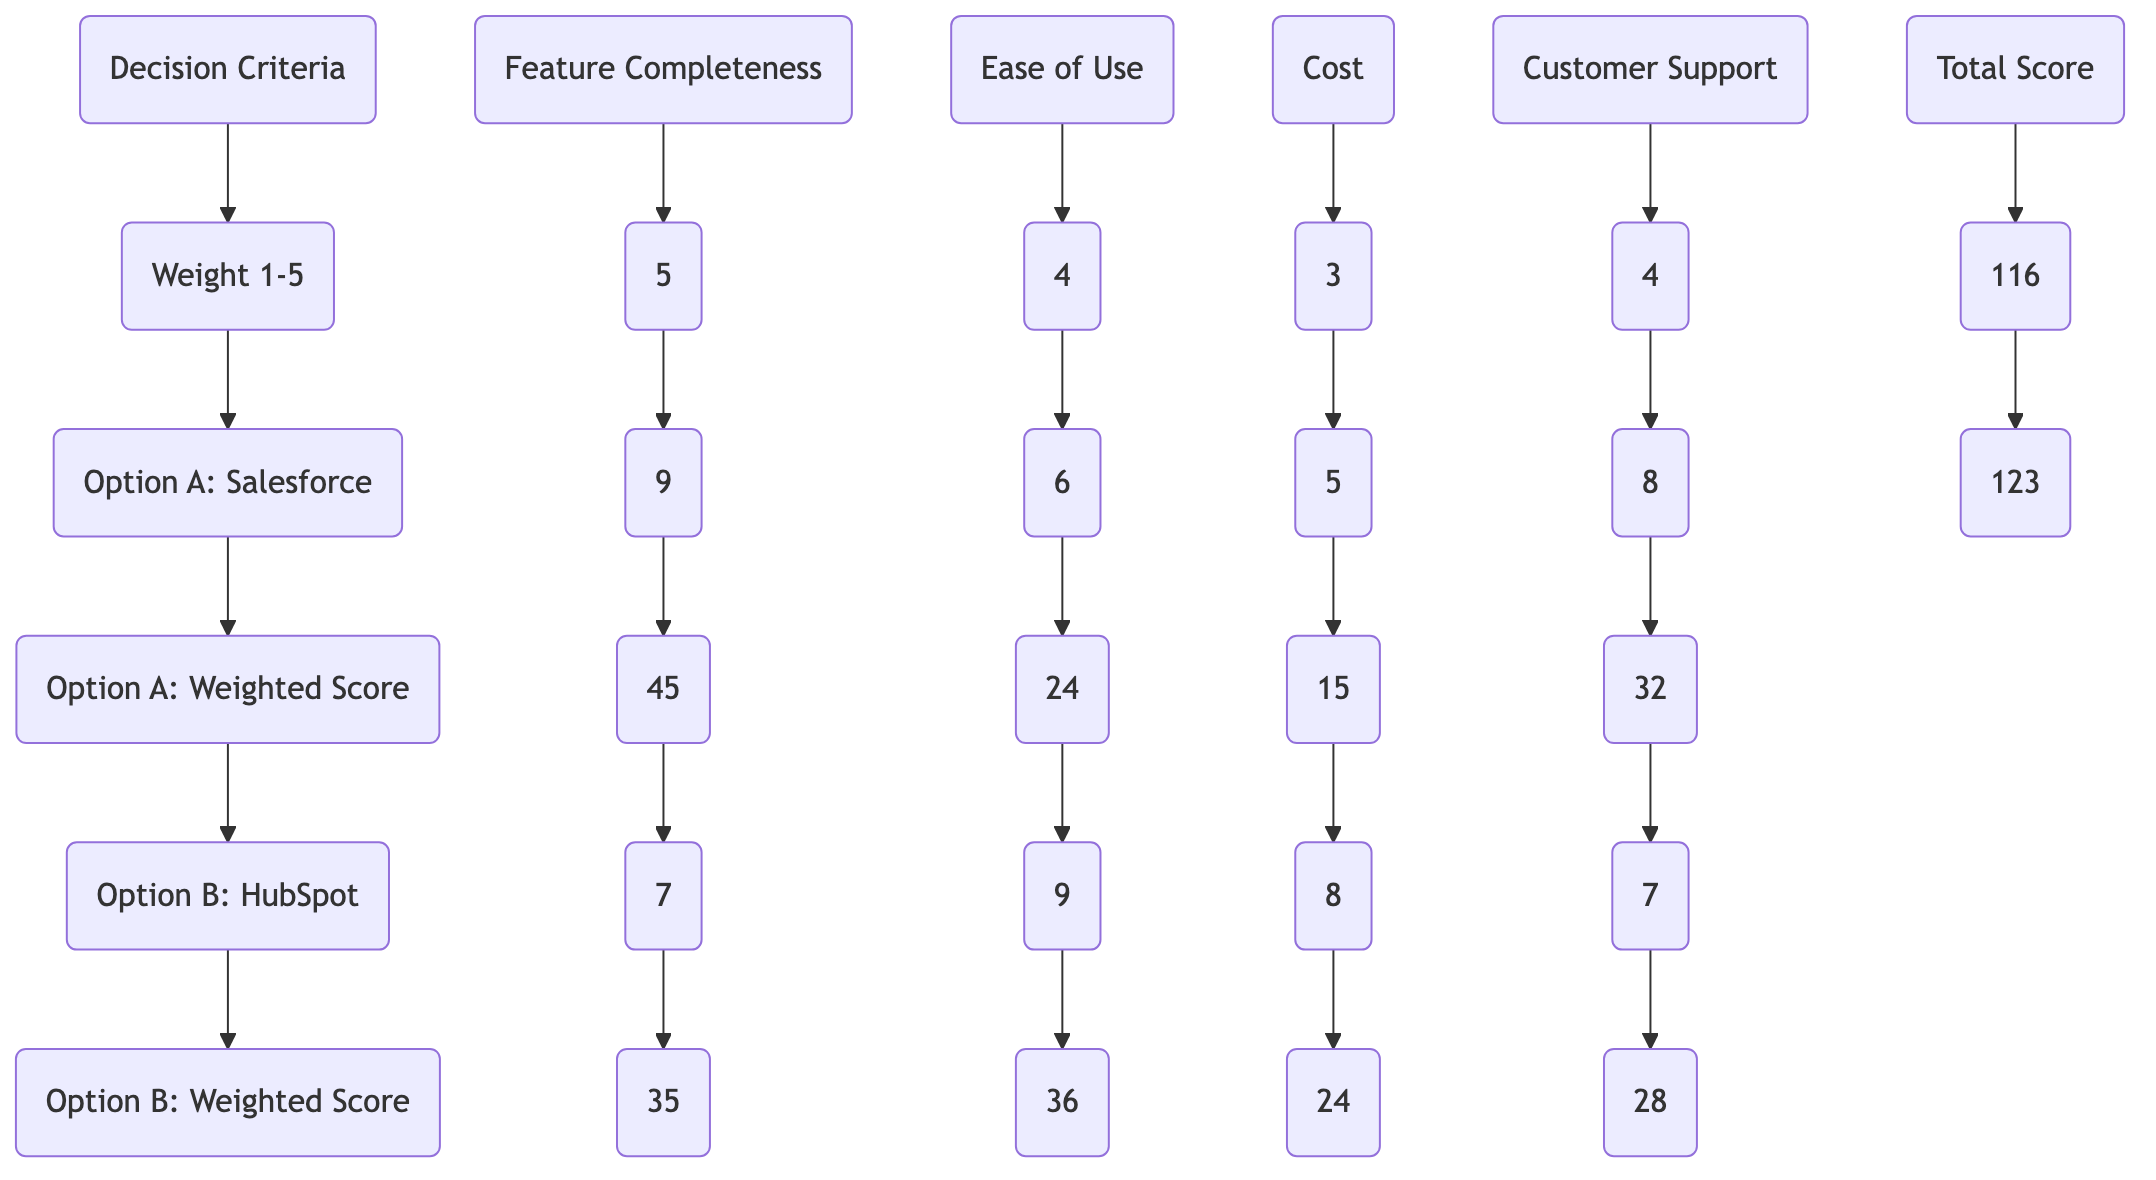 Decision Criteria
Feature Completeness
Ease of Use
Cost
Customer Support
Total Score
Weight 1-5
5
4
3
4
116
Option A: Salesforce
9
6
5
8
123
Option A: Weighted Score
45
24
15
32
Option B: HubSpot
7
9
8
7
Option B: Weighted Score
35
36
24
28